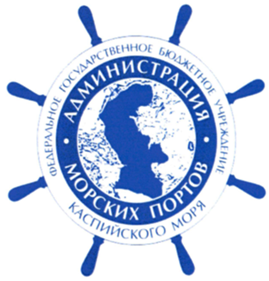 ФЕДЕРАЛЬНОЕ ГОСУДАРСТВЕННОЕ БЮДЖЕТНОЕ УЧРЕЖДЕНИЕ
АДМИНИСТРАЦИЯ
МОРСКИХ ПОРТОВ
КАСПИЙСКОГО МОРЯ